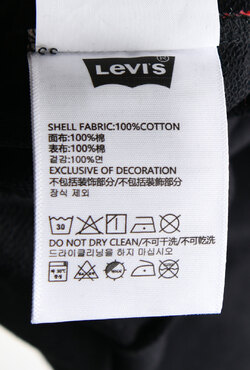 LEVI'S
SHELL FABRIC:100%COTTON
面布:100%棉
表布:100%棉
겉감:100%면
EXCLUSIVE OF DECORATION
不包括装饰部分/不包括裝飾部分
장식 제외
30
DO NOT DRY CLEAN/不可干洗/不可乾洗
드라이클리닝을 하지 마십시오